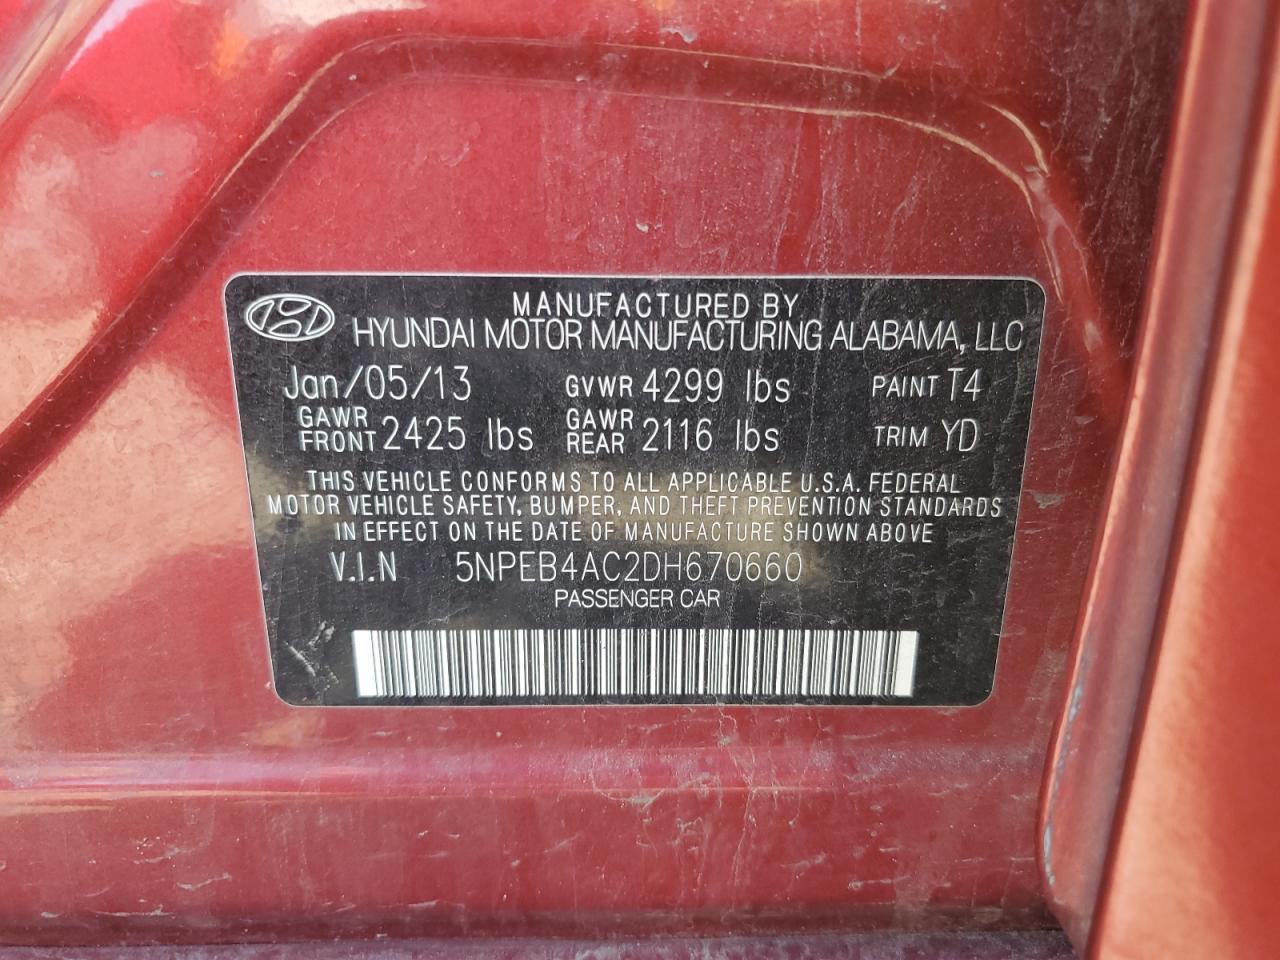 MANUFACTURED BY
HYUNDAI MOTOR MANUFACTURING ALABAMA, LLC
Jan/05/13 GVWR 4299 lbs PAINT T4
GAWR FRONT 2425 lbs GAWR REAR 2116 lbs TRIM YD
THIS VEHICLE CONFORMS TO ALL APPLICABLE U.S.A. FEDERAL
MOTOR VEHICLE SAFETY, BUMPER, AND THEFT PREVENTION STANDARDS
IN EFFECT ON THE DATE OF MANUFACTURE SHOWN ABOVE
V.I.N 5NPEB4AC2DH670660
PASSENGER CAR